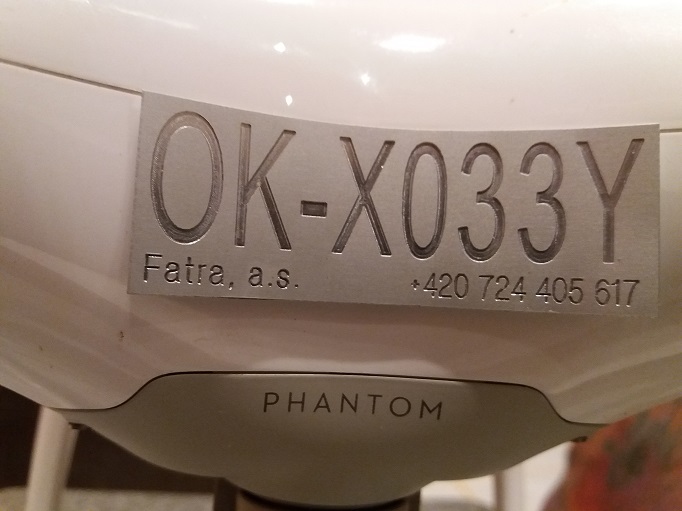 OK-X033Y
Fatra, a.s. +420 724 405 617
PHANTOM